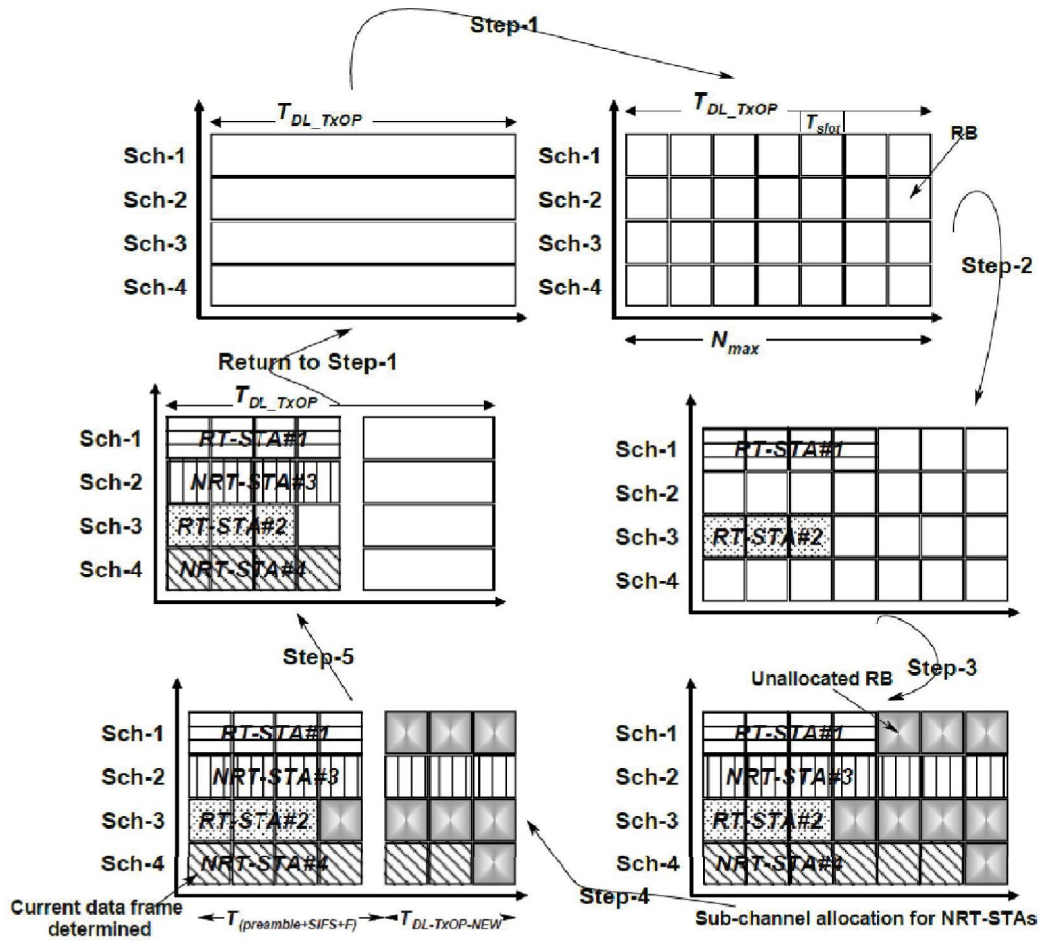 Step-1
T_DL_TxOP
Sch-1
Sch-2
Sch-3
Sch-4
T_DL_TxOP
T_slot
RB
Sch-1
Sch-2
Sch-3
Sch-4
N_max
Step-2
Return to Step-1
T_DL_TxOP
Sch-1
RT-STA#1
Sch-2
NRT-STA#3
Sch-3
RT-STA#2
Sch-4
NRT-STA#4
Sch-1
RT-STA#1
Sch-2
Sch-3
RT-STA#2
Sch-4
Step-5
Step-3
Sch-1
RT-STA#1
Sch-2
NRT-STA#3
Sch-3
RT-STA#2
Sch-4
NRT-STA#4
Current data frame
determined
T_(preamble+SIFS+F)
T_DL-TxOP-NEW
Step-4
Unallocated RB
Sch-1
RT-STA#1
Sch-2
NRT-STA#3
Sch-3
RT-STA#2
Sch-4
NRT-STA#4
Sub-channel allocation for NRT-STAs